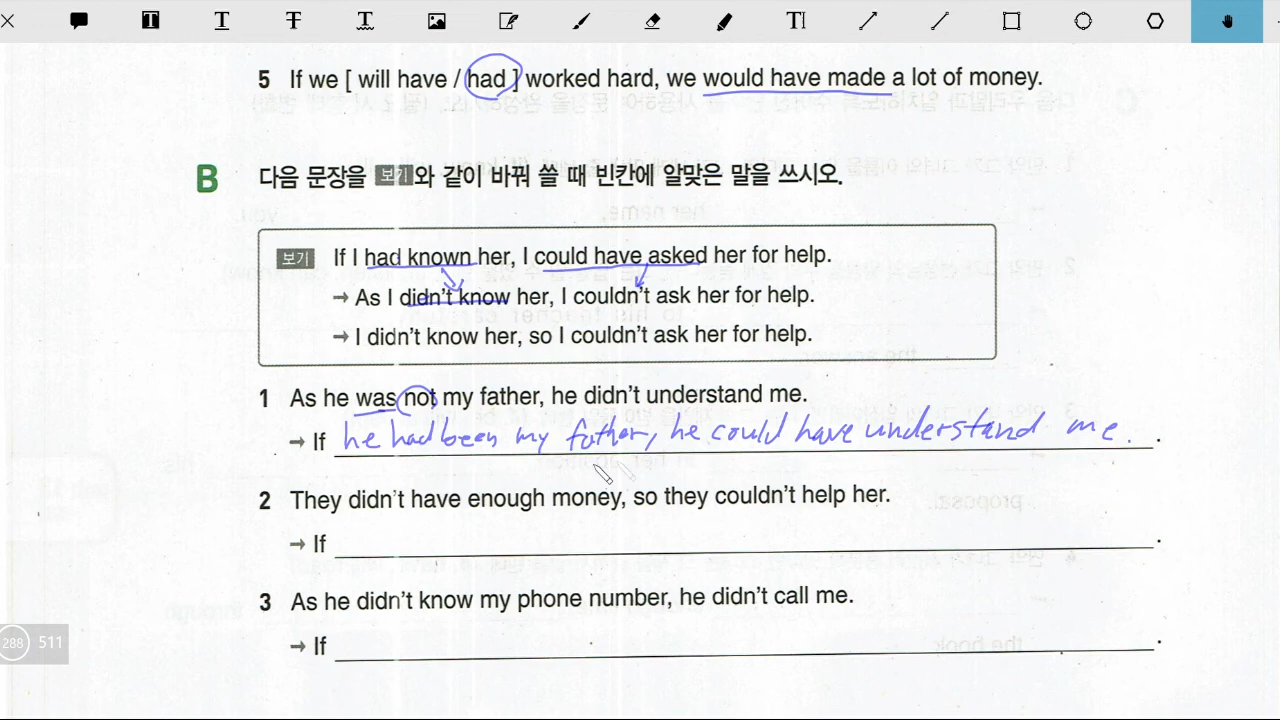 5 If we [ will have / had ] worked hard, we would have made a lot of money.
B 다음 문장을 보기와 같이 바꿔 쓸 때 빈칸에 알맞은 말을 쓰시오.
보기 If I had known her, I could have asked her for help.
→ As I didn't know her, I couldn't ask her for help.
→ I didn't know her, so I couldn't ask her for help.
1 As he was not my father, he didn't understand me.
→ If he had been my father, he could have understand me. .
2 They didn't have enough money, so they couldn't help her.
→ If .
3 As he didn't know my phone number, he didn't call me.
→ If .
288 511